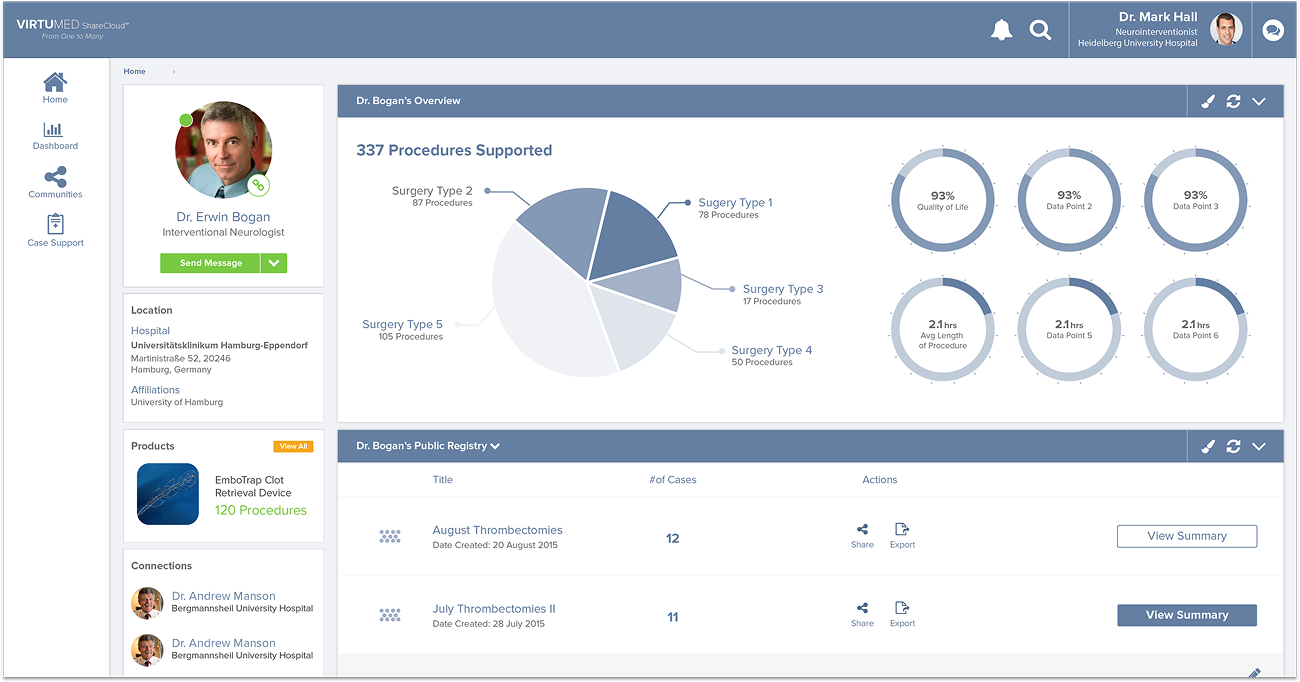 VIRTUMED ShareCloud™
From One to Many
Dr. Mark Hall
Neurointerventionist
Heidelberg University Hospital
Home
Dashboard
Communities
Case Support
Home ›
Dr. Erwin Bogan
Interventional Neurologist
Send Message
Location
Hospital
Universitätsklinikum Hamburg-Eppendorf
Martinistraße 52, 20246
Hamburg, Germany
Affiliations
University of Hamburg
Products
View All
EmboTrap Clot
Retrieval Device
120 Procedures
Connections
Dr. Andrew Manson
Bergmannsheil University Hospital
Dr. Andrew Manson
Bergmannsheil University Hospital
Dr. Bogan's Overview
337 Procedures Supported
Surgery Type 2
87 Procedures
Sugery Type 1
78 Procedures
Surgery Type 3
17 Procedures
Surgery Type 5
105 Procedures
Surgery Type 4
50 Procedures
93%
Quality of Life
93%
Data Point 2
93%
Data Point 3
2.1 hrs
Avg Length
of Procedure
2.1 hrs
Data Point 5
2.1 hrs
Data Point 6
Dr. Bogan's Public Registry
Title #of Cases Actions
August Thrombectomies
Date Created: 20 August 2015
12
Share Export
View Summary
July Thrombectomies II
Date Created: 28 July 2015
11
Share Export
View Summary